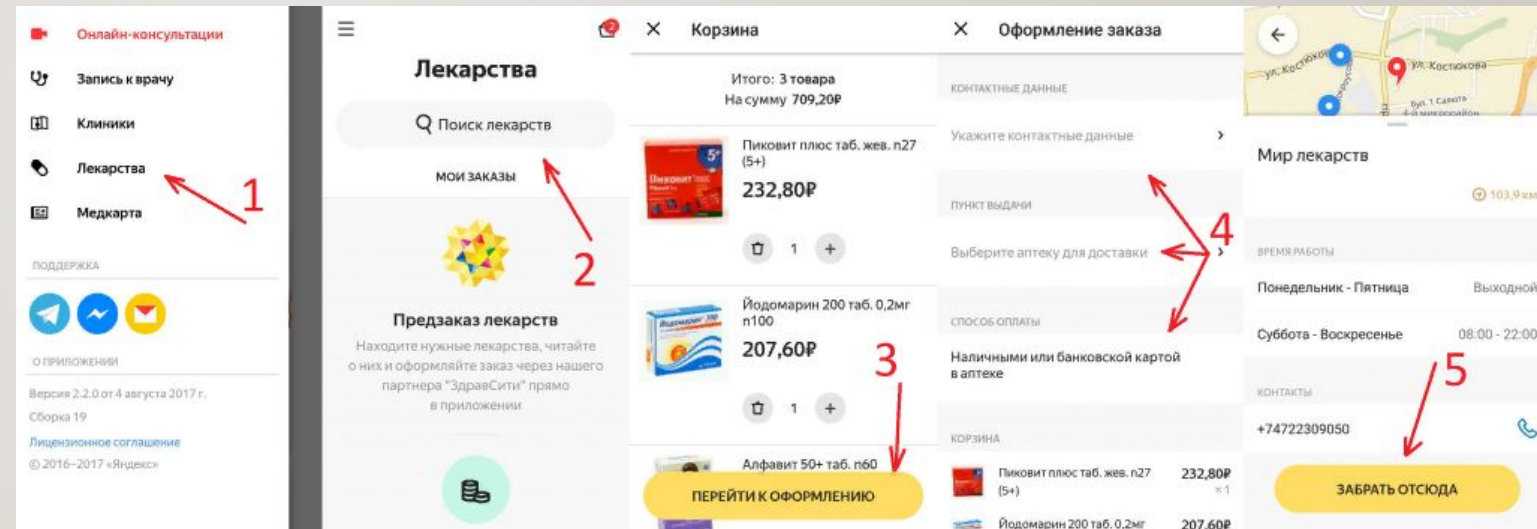 Онлайн-консультации
Запись к врачу
Клиники
Лекарства
1
Медкарта
ПОДДЕРЖКА
О ПРИЛОЖЕНИИ
Версия 2.2.0 от 4 августа 2017 г.
Сборка 19
Лицензионное соглашение
© 2016–2017 «Яндекс»
2
Лекарства
Поиск лекарств
МОИ ЗАКАЗЫ
2
Предзаказ лекарств
Находите нужные лекарства, читайте
о них и оформляйте заказ через нашего
партнера "ЗдравСити" прямо
в приложении
Корзина
Итого: 3 товара
На сумму 709,20₽
Пиковит плюс таб. жев. п27
(5+)
232,80₽
1
Йодомарин 200 таб. 0,2мг
п100
207,60₽
3
1
Алфавит 50+ таб. п60
ПЕРЕЙТИ К ОФОРМЛЕНИЮ
Оформление заказа
КОНТАКТНЫЕ ДАННЫЕ
Укажите контактные данные
ПУНКТ ВЫДАЧИ
4
Выберите аптеку для доставки
СПОСОБ ОПЛАТЫ
Наличными или банковской картой
в аптеке
КОРЗИНА
Пиковит плюс таб. жев. п27 232,80₽
(5+) × 1
Йодомарин 200 таб. 0,2мг 207,60₽
ул. Костюкова
ул. Костюкова
Мир лекарств
103,9 км
ВРЕМЯ РАБОТЫ
Понедельник - Пятница Выходной
Суббота - Воскресенье 08:00 - 22:00
5
КОНТАКТЫ
+74722309050
ЗАБРАТЬ ОТСЮДА